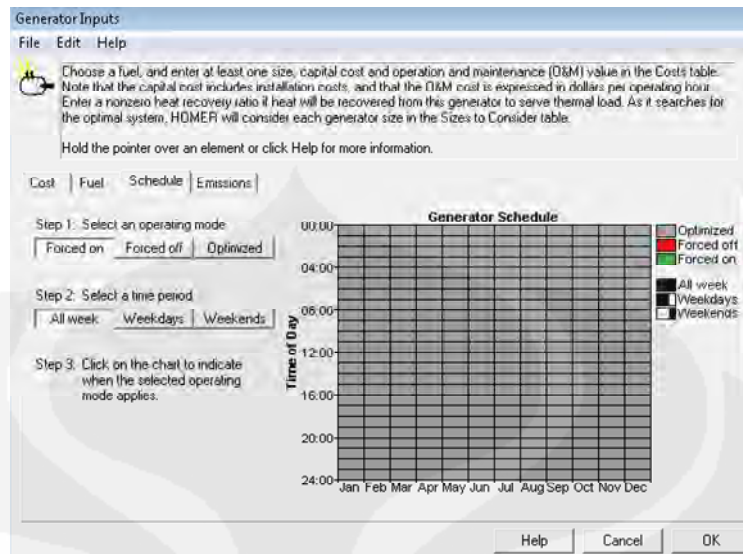 Generator Inputs
File Edit Help
Choose a fuel, and enter at least one size, capital cost and operation and maintenance (O&M) value in the Costs table.
Note that the capital cost includes installation costs, and that the O&M cost is expressed in dollars per operating hour.
Enter a nonzero heat recovery ratio if heat will be recovered from this generator to serve thermal load. As it searches for
the optimal system, HOMER will consider each generator size in the Sizes to Consider table.
Hold the pointer over an element or click Help for more information.
Cost Fuel Schedule Emissions
Step 1: Select an operating mode
Forced on Forced off Optimized
Step 2: Select a time period
All week Weekdays Weekends
Step 3: Click on the chart to indicate
when the selected operating
mode applies.
Generator Schedule
Time of Day
00:00
04:00
08:00
12:00
16:00
20:00
24:00
Jan Feb Mar Apr May Jun Jul Aug Sep Oct Nov Dec
Optimized
Forced off
Forced on
All week
Weekdays
Weekends
Help Cancel OK